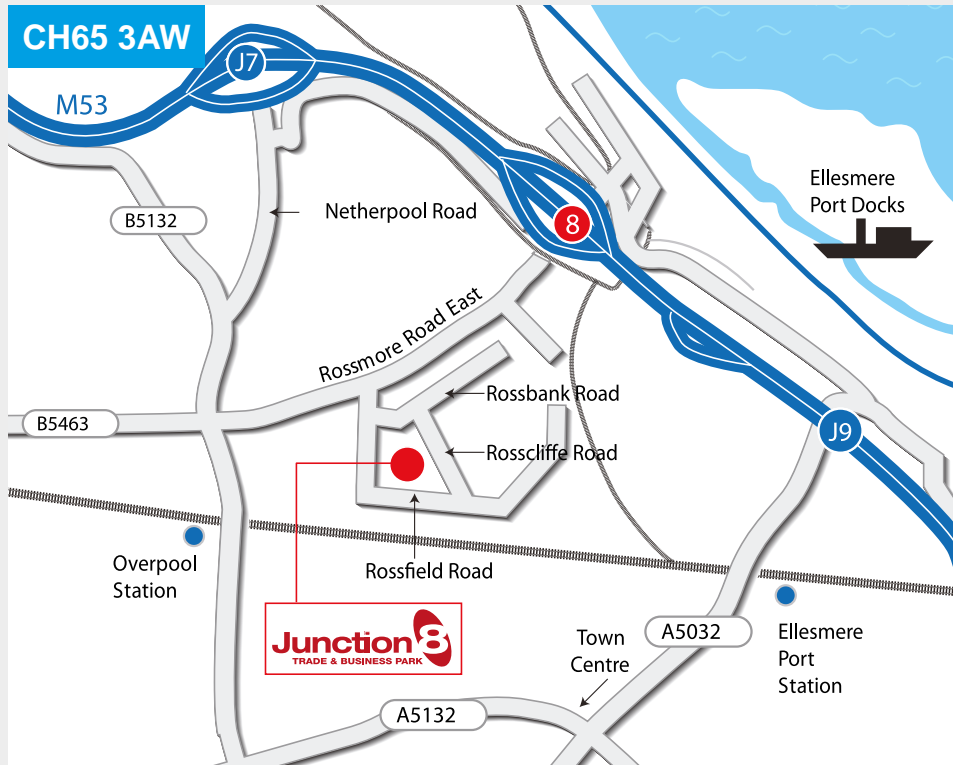 CH65 3AW
J7
M53
B5132
Netherpool Road
8
Ellesmere
Port Docks
Rossmore Road East
Rossbank Road
B5463
J9
Rosscliffe Road
Overpool
Station
Rossfield Road
Junction 8
TRADE & BUSINESS PARK
Town
Centre
A5032
Ellesmere
Port
Station
A5132